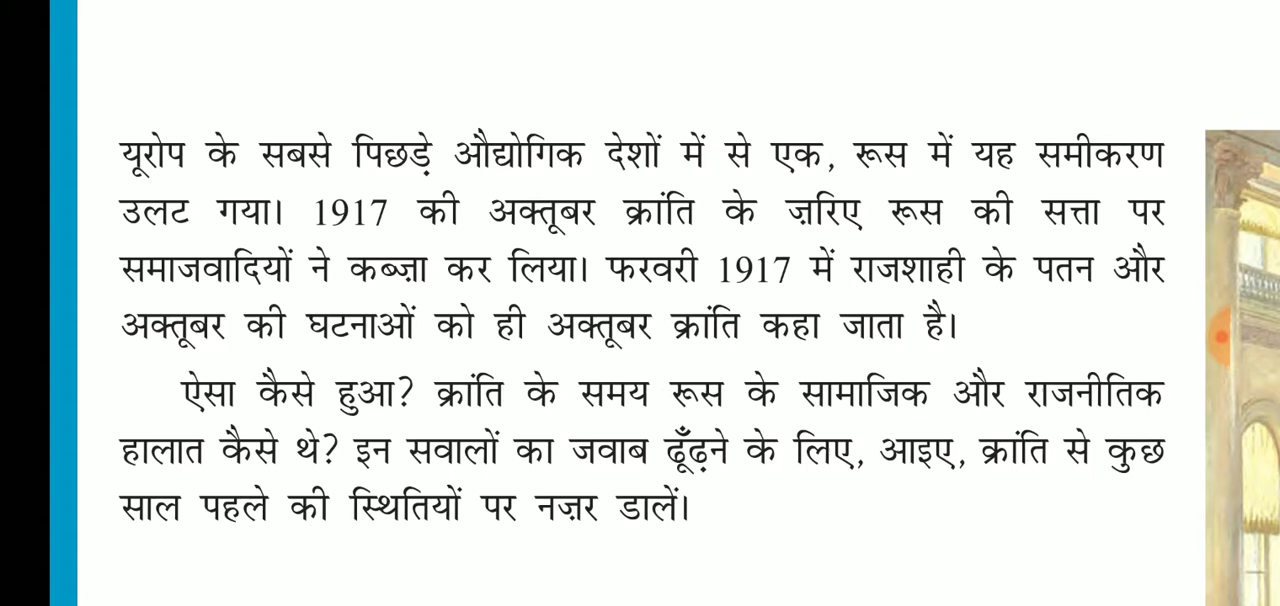 यूरोप के सबसे पिछड़े औद्योगिक देशों में से एक, रूस में यह समीकरण
उलट गया। 1917 की अक्तूबर क्रांति के ज़रिए रूस की सत्ता पर
समाजवादियों ने कब्ज़ा कर लिया। फरवरी 1917 में राजशाही के पतन और
अक्तूबर की घटनाओं को ही अक्तूबर क्रांति कहा जाता है।
ऐसा कैसे हुआ? क्रांति के समय रूस के सामाजिक और राजनीतिक
हालात कैसे थे? इन सवालों का जवाब ढूँढ़ने के लिए, आइए, क्रांति से कुछ
साल पहले की स्थितियों पर नज़र डालें।